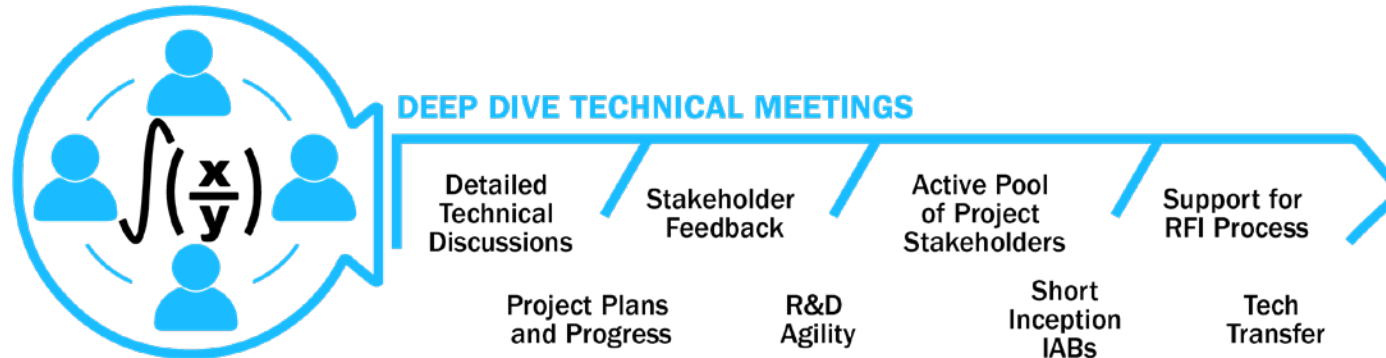 ∫(x/y)
DEEP DIVE TECHNICAL MEETINGS
Detailed
Technical
Discussions
Stakeholder
Feedback
Active Pool
of Project
Stakeholders
Support for
RFI Process
Project Plans
and Progress
R&D
Agility
Short
Inception
IABs
Tech
Transfer